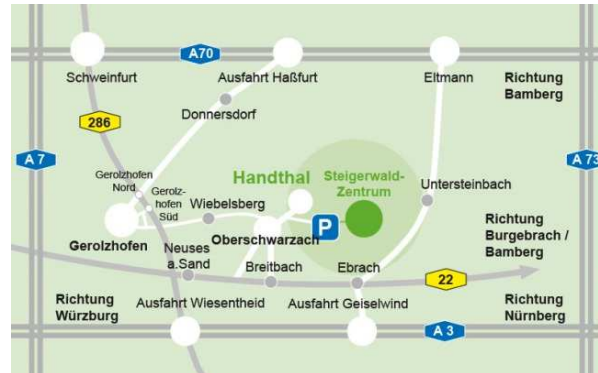 A70
Schweinfurt
Ausfahrt Haßfurt
Eltmann
Richtung
Bamberg
Donnersdorf
286
A 7
A 73
Gerolzhofen
Nord
Gerolz-
hofen
Süd
Handthal
Steigerwald-
Zentrum
Wiebelsberg
Untersteinbach
P
Gerolzhofen
Oberschwarzach
Richtung
Burgebrach /
Bamberg
Neuses
a.Sand
Breitbach
Ebrach
22
Richtung
Würzburg
Ausfahrt Wiesentheid
Ausfahrt Geiselwind
Richtung
Nürnberg
A 3